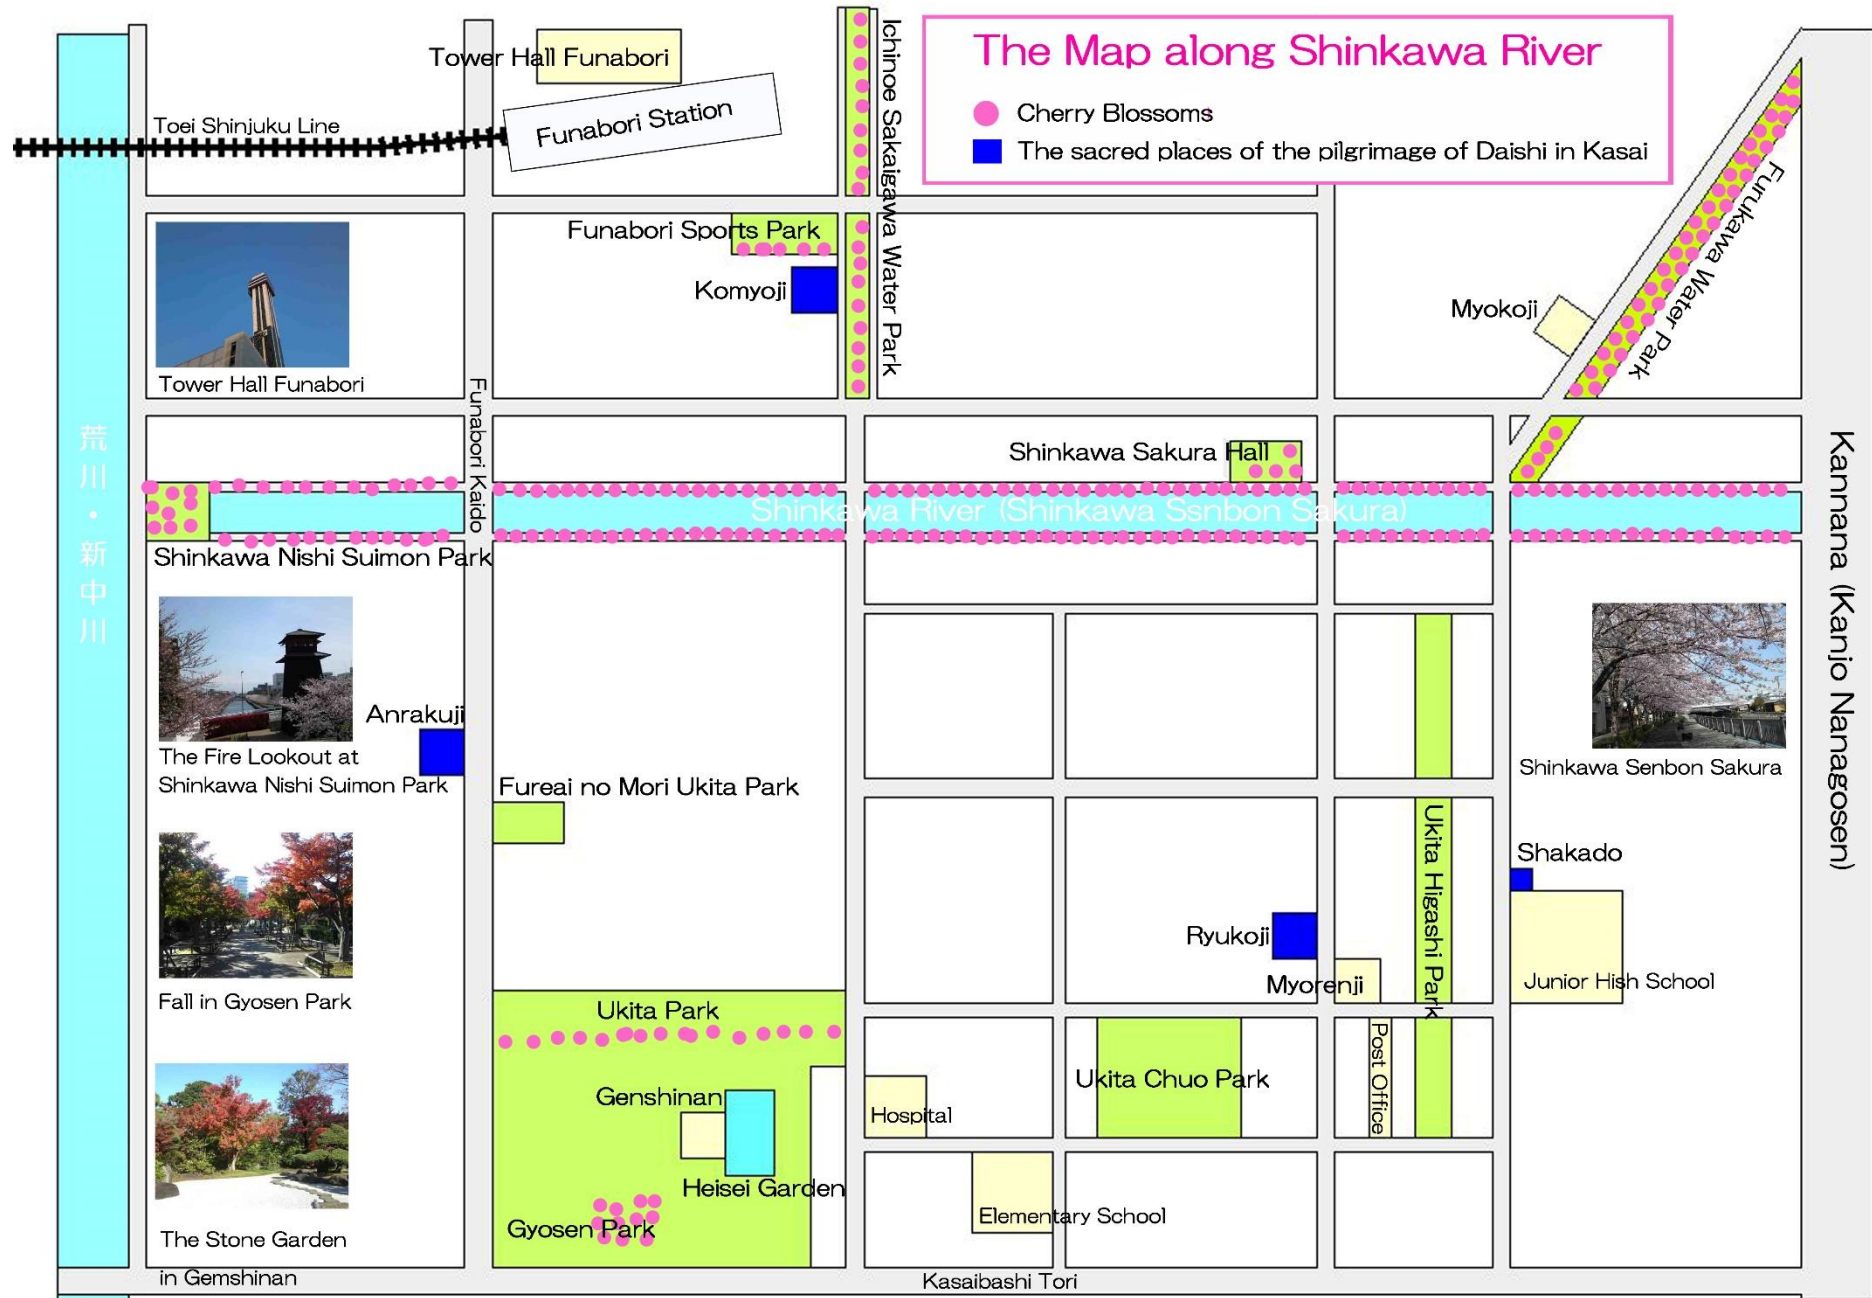 The Map along Shinkawa River
Cherry Blossoms
The sacred places of the pilgrimage of Daishi in Kasai
Tower Hall Funabori
Toei Shinjuku Line
Funabori Station
Ichinoe Sakaigawa Water Park
Furukawa Water Park
Funabori Sports Park
Komyoji
Myokoji
Tower Hall Funabori
Funabori Kaido
荒川・新中川
Kannana (Kanjo Nanagosen)
Shinkawa Sakura Hall
Shinkawa River (Shinkawa Ssnbon Sakura)
Shinkawa Nishi Suimon Park
Anrakuji
The Fire Lookout at
Shinkawa Nishi Suimon Park
Shinkawa Senbon Sakura
Fureai no Mori Ukita Park
Ukita Higashi Park
Shakado
Ryukoji
Myorenji
Junior Hish School
Fall in Gyosen Park
Ukita Park
Post Office
Ukita Chuo Park
Genshinan
Hospital
Heisei Garden
Gyosen Park
Elementary School
The Stone Garden
in Gemshinan
Kasaibashi Tori